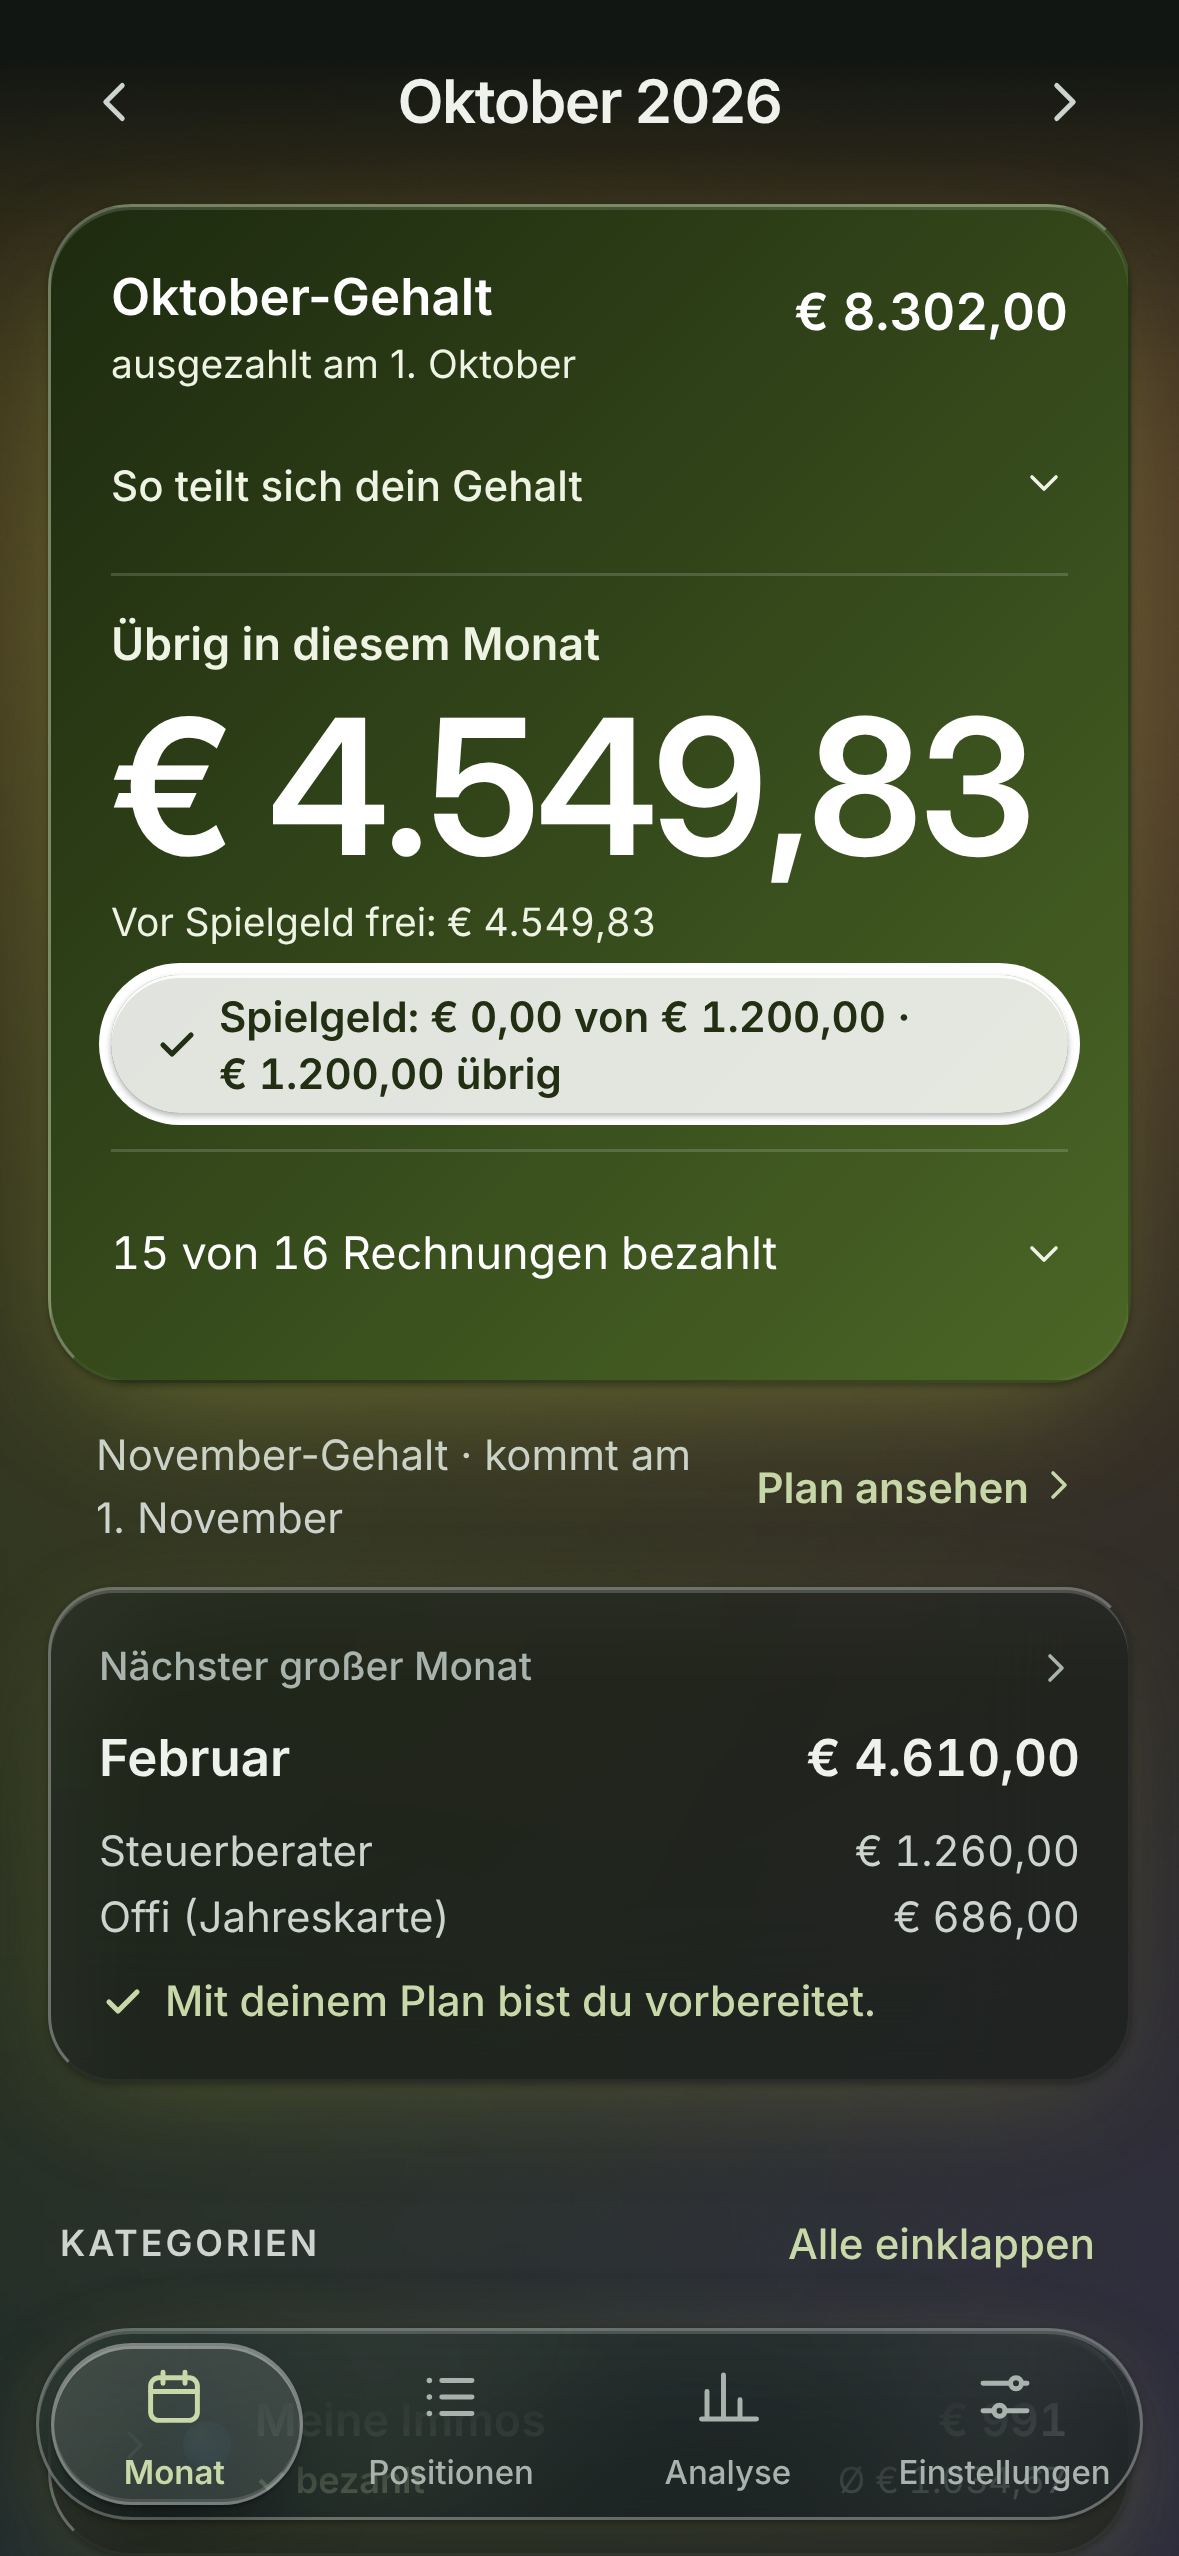 Oktober 2026
Oktober-Gehalt
€ 8.302,00
ausgezahlt am 1. Oktober
So teilt sich dein Gehalt
Übrig in diesem Monat
€ 4.549,83
Vor Spielgeld frei: € 4.549,83
Spielgeld: € 0,00 von € 1.200,00 ·
€ 1.200,00 übrig
15 von 16 Rechnungen bezahlt
November-Gehalt · kommt am
1. November
Plan ansehen
Nächster großer Monat
Februar
€ 4.610,00
Steuerberater
€ 1.260,00
Offi (Jahreskarte)
€ 686,00
Mit deinem Plan bist du vorbereitet.
KATEGORIEN
Alle einklappen
Meine Immos
€ 991
bezahlt
Monat
Positionen
Analyse
Einstellungen